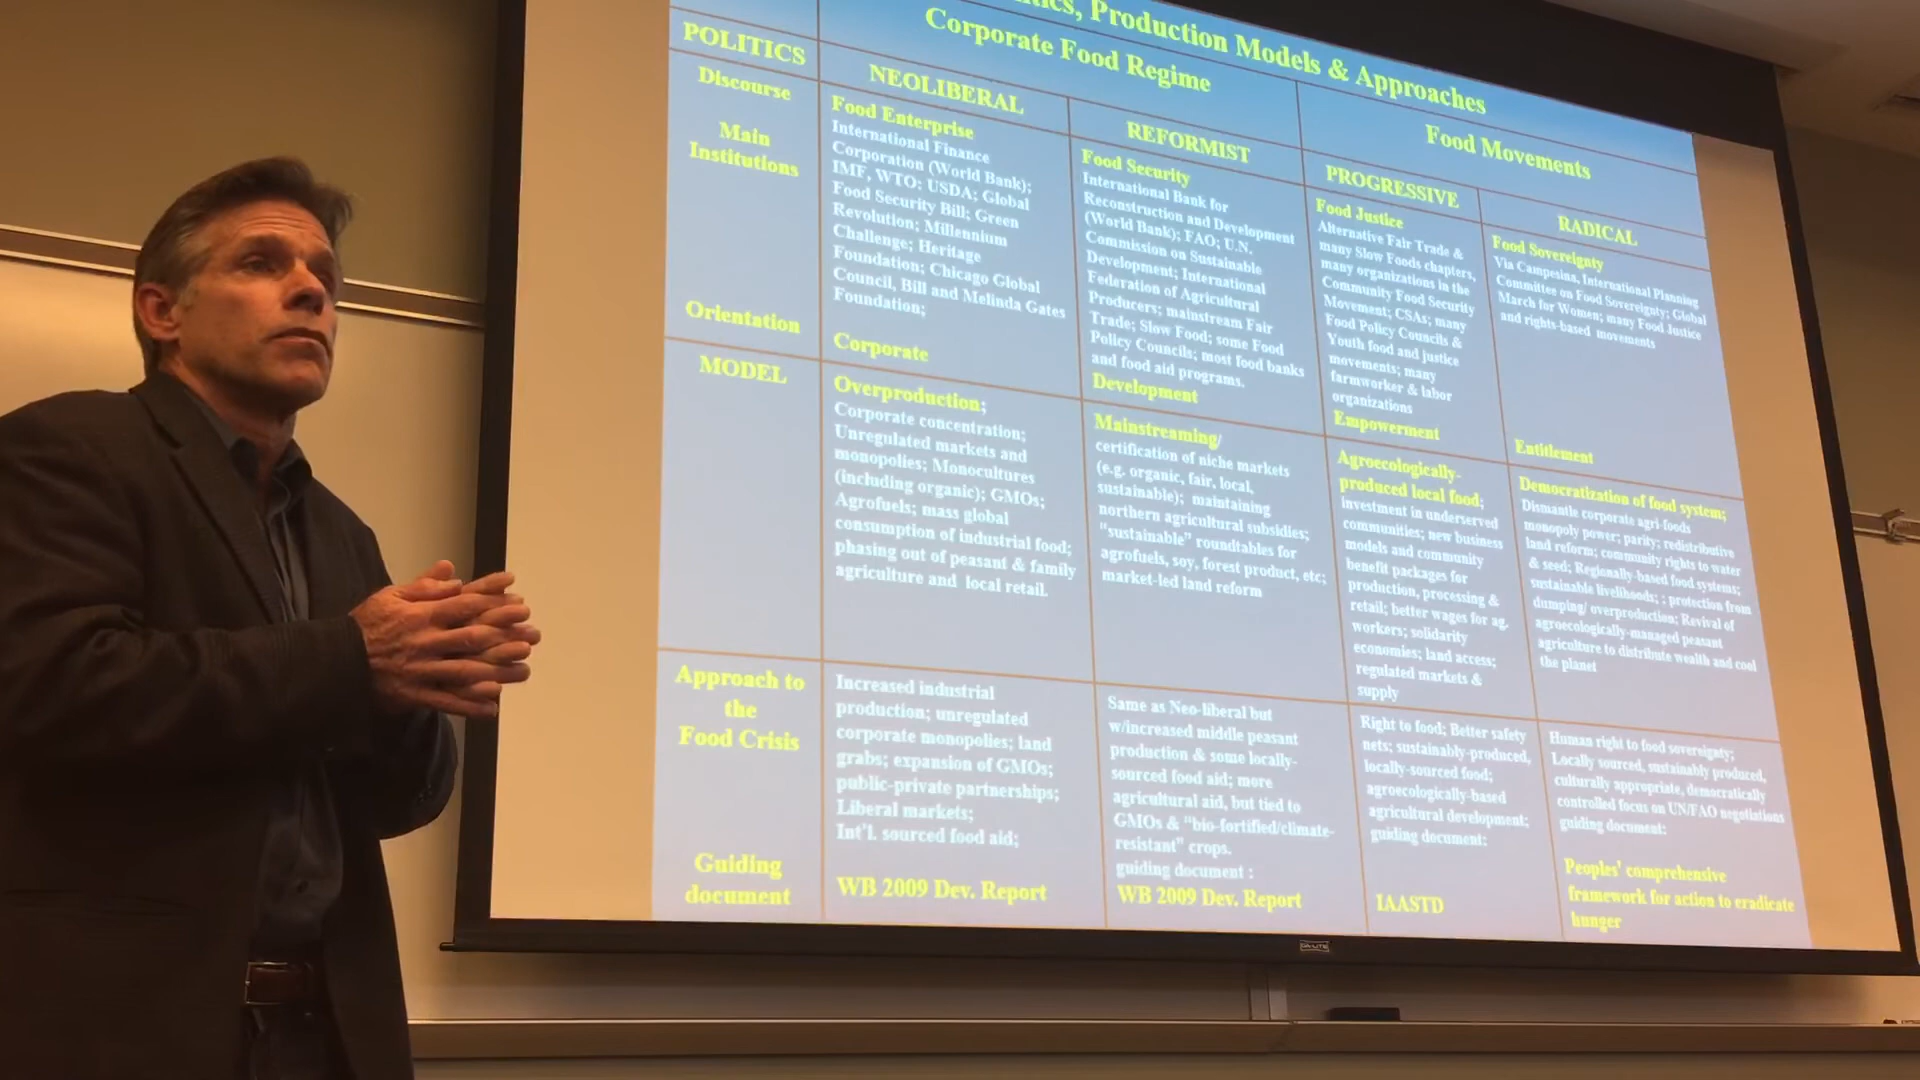 tics, Production Models & Approaches
Corporate Food Regime
Food Movements
POLITICS
NEOLIBERAL
REFORMIST
PROGRESSIVE
RADICAL
Discourse
Main
Institutions
Orientation
Food Enterprise
International Finance
Corporation (World Bank);
IMF, WTO; USDA; Global
Food Security Bill; Green
Revolution; Millennium
Challenge; Heritage
Foundation; Chicago Global
Council, Bill and Melinda Gates
Foundation;
Corporate
Food Security
International Bank for
Reconstruction and Development
(World Bank); FAO; U.N.
Commission on Sustainable
Development; International
Federation of Agricultural
Producers; mainstream Fair
Trade; Slow Food; some Food
Policy Councils; most food banks
and food aid programs.
Development
Food Justice
Alternative Fair Trade &
many Slow Foods chapters,
many organizations in the
Community Food Security
Movement; CSAs; many
Food Policy Councils &
Youth food and justice
movements; many
farmworker & labor
organizations
Empowerment
Food Sovereignty
Via Campesina, International Planning
Committee on Food Sovereignty; Global
March for Women; many Food Justice
and rights-based movements
Entitlement
MODEL
Overproduction;
Corporate concentration;
Unregulated markets and
monopolies; Monocultures
(including organic); GMOs;
Agrofuels; mass global
consumption of industrial food;
phasing out of peasant & family
agriculture and local retail.
Mainstreaming/
certification of niche markets
(e.g. organic, fair, local,
sustainable); maintaining
northern agricultural subsidies;
"sustainable" roundtables for
agrofuels, soy, forest product, etc;
market-led land reform
Agroecologically-
produced local food;
investment in underserved
communities; new business
models and community
benefit packages for
production, processing &
retail; better wages for ag.
workers; solidarity
economies; land access;
regulated markets &
supply
Democratization of food system;
Dismantle corporate agri-foods
monopoly power; parity; redistributive
land reform; community rights to water
& seed; Regionally-based food systems;
sustainable livelihoods; ; protection from
dumping/ overproduction; Revival of
agroecologically-managed peasant
agriculture to distribute wealth and cool
the planet
Approach to
the
Food Crisis
Guiding
document
Increased industrial
production; unregulated
corporate monopolies; land
grabs; expansion of GMOs;
public-private partnerships;
Liberal markets;
Int'l. sourced food aid;
WB 2009 Dev. Report
Same as Neo-liberal but
w/increased middle peasant
production & some locally-
sourced food aid; more
agricultural aid, but tied to
GMOs & "bio-fortified/climate-
resistant" crops.
guiding document :
WB 2009 Dev. Report
Right to food; Better safety
nets; sustainably-produced,
locally-sourced food;
agroecologically-based
agricultural development;
guiding document:
IAASTD
Human right to food sovereigaty;
Locally sourced, sustainably produced,
culturally appropriate, democratically
controlled focus on UN/FAO negotiations
guiding document:
Peoples' comprehensive
framework for action to eradicate
hunger
DA-LITE